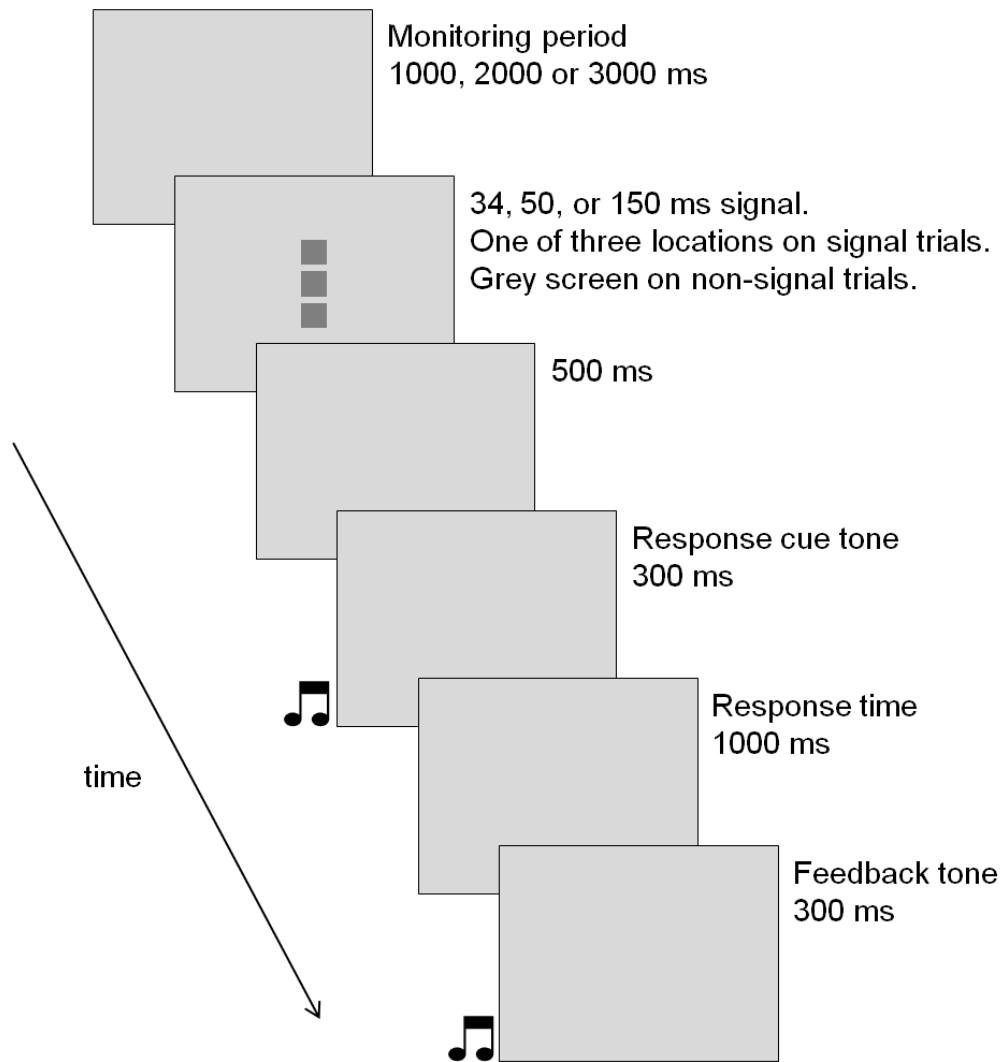 Monitoring period
1000, 2000 or 3000 ms
34, 50, or 150 ms signal.
One of three locations on signal trials.
Grey screen on non-signal trials.
500 ms
Response cue tone
300 ms
Response time
1000 ms
time
Feedback tone
300 ms